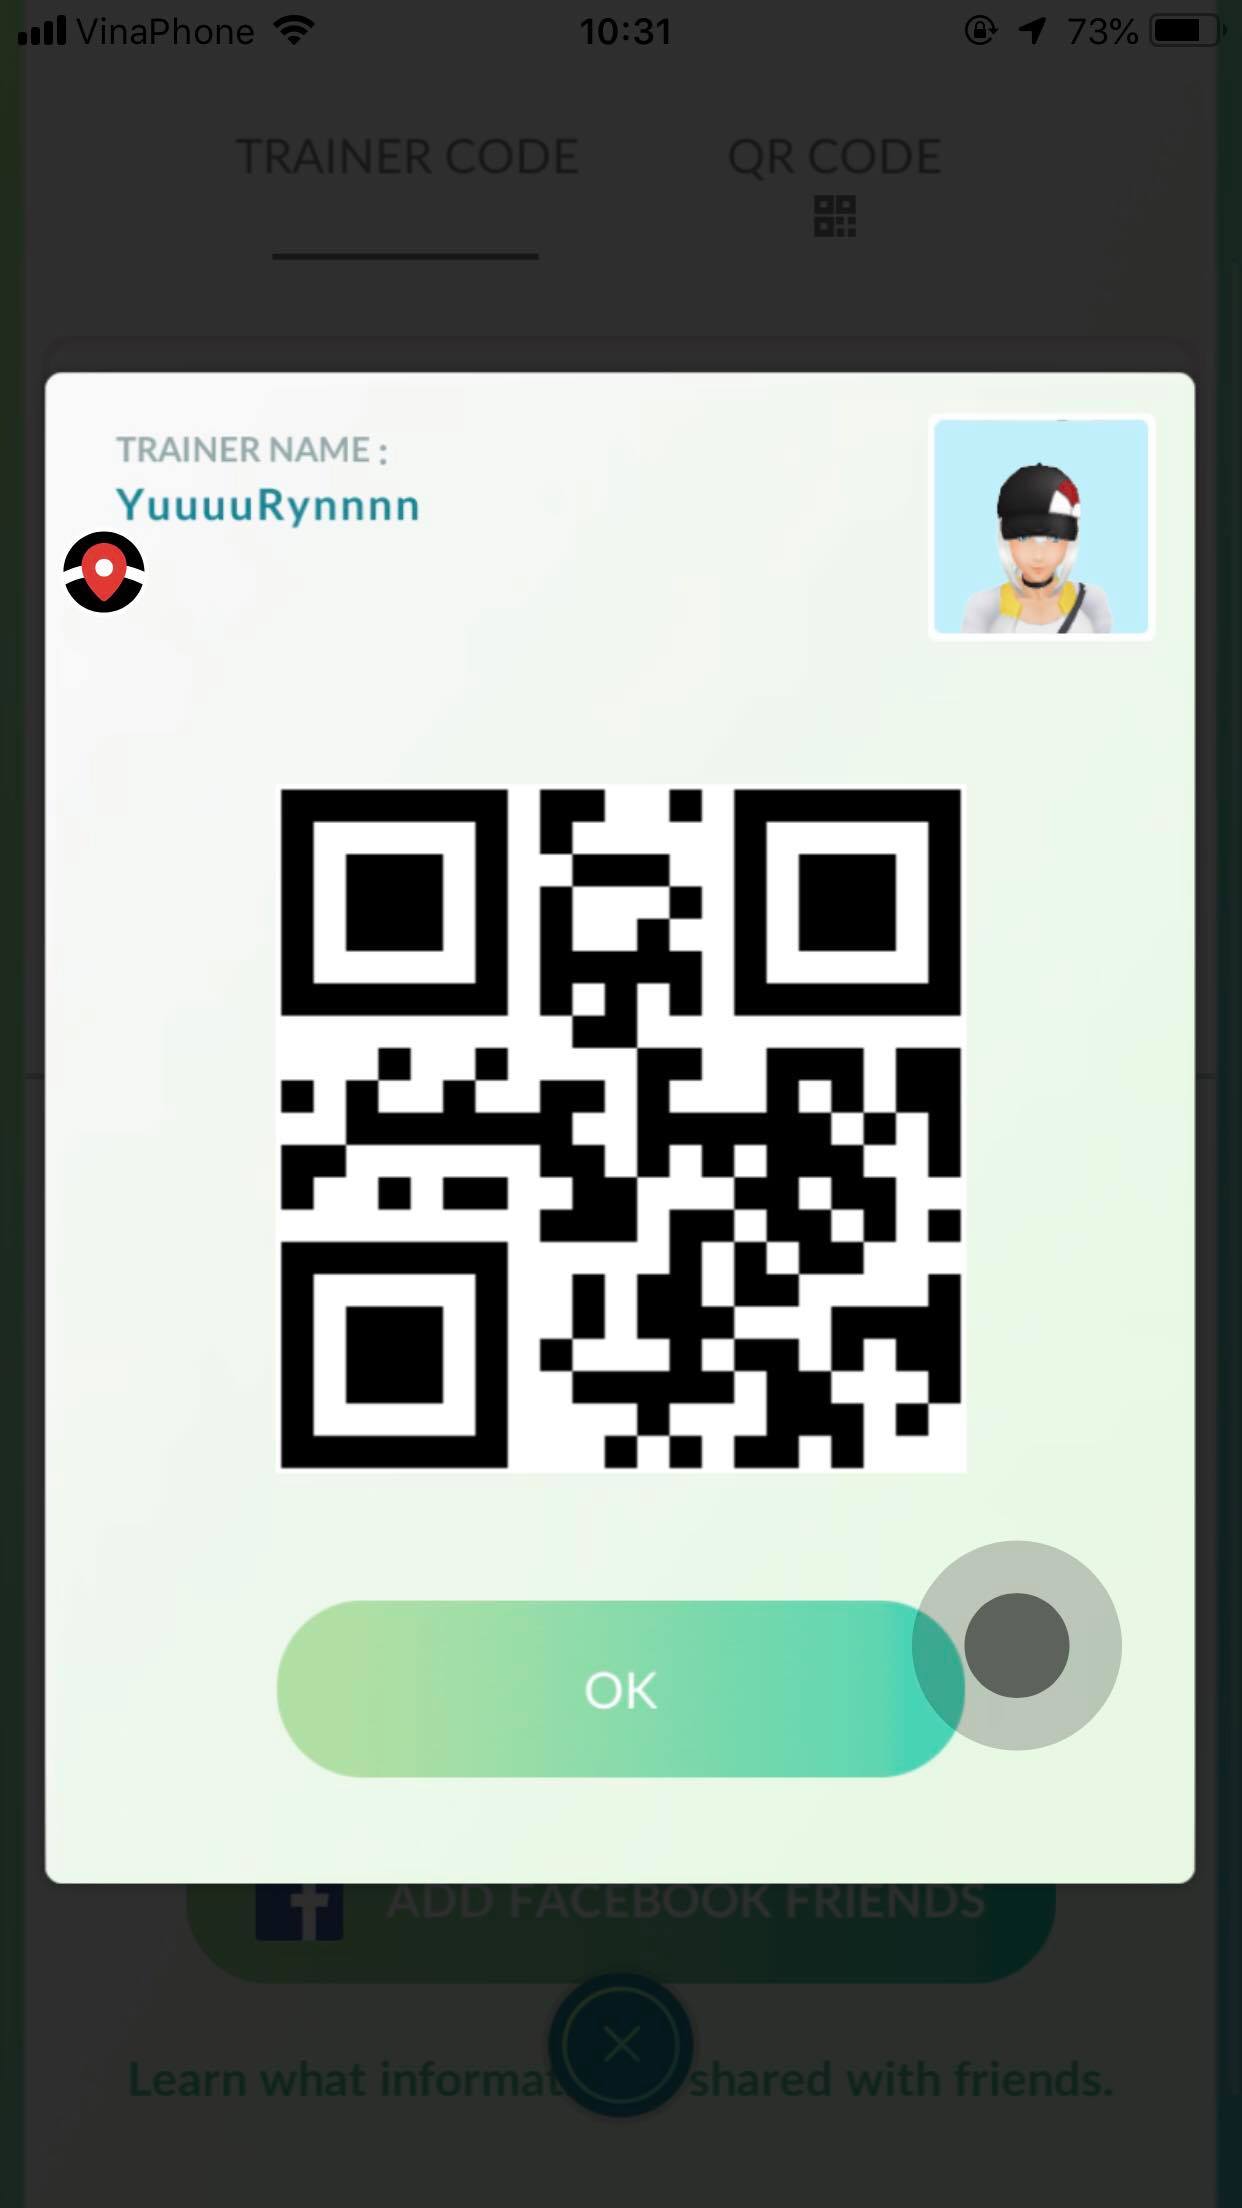 VinaPhone 10:31 73%
TRAINER CODE QR CODE
TRAINER NAME :
YuuuuRynnnn
OK
ADD FACEBOOK FRIENDS
Learn what informat shared with friends.